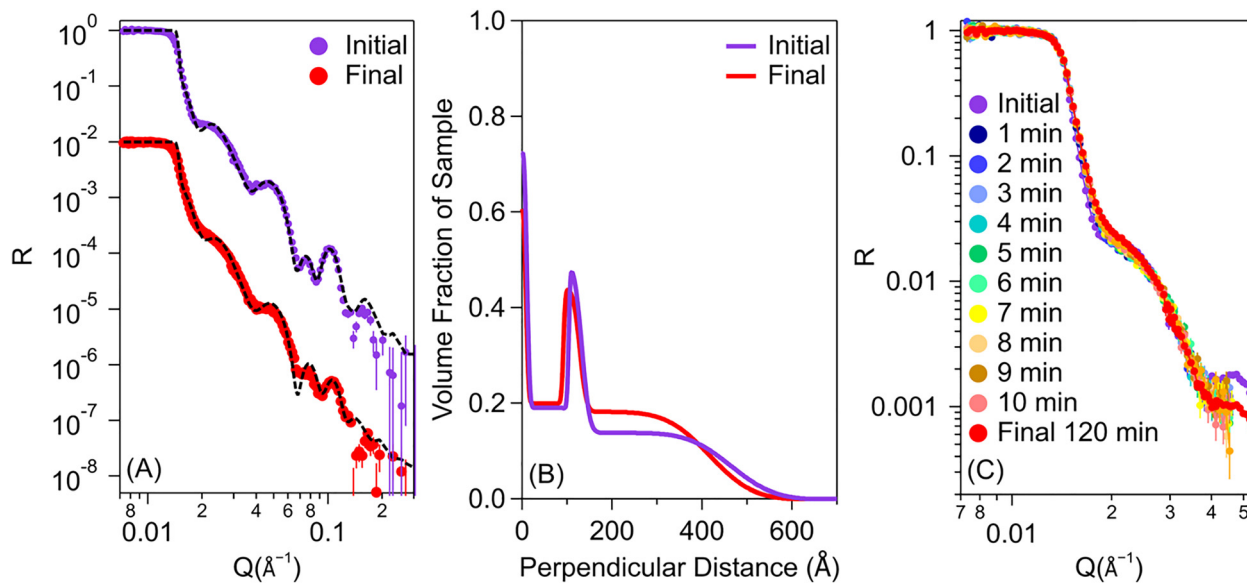 10⁰
10⁻¹
10⁻²
10⁻³
10⁻⁴
10⁻⁵
10⁻⁶
10⁻⁷
10⁻⁸
R
Initial
Final
(A)
8
0.01
2
4
6
8
0.1
2
Q(Å⁻¹)
1.0
0.8
0.6
0.4
0.2
0.0
Volume Fraction of Sample
Initial
Final
(B)
0
200
400
600
Perpendicular Distance (Å)
1
0.1
0.01
0.001
R
Initial
1 min
2 min
3 min
4 min
5 min
6 min
7 min
8 min
9 min
10 min
Final 120 min
(C)
7
8
0.01
2
3
4
5
Q(Å⁻¹)